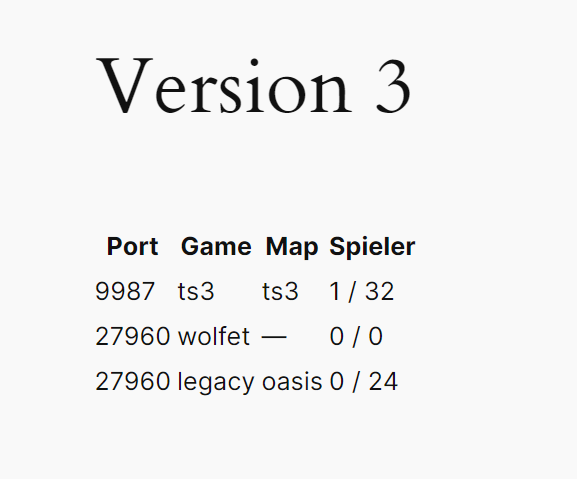 Version 3
Port Game Map Spieler
9987 ts3 ts3 1 / 32
27960 wolfet — 0 / 0
27960 legacy oasis 0 / 24